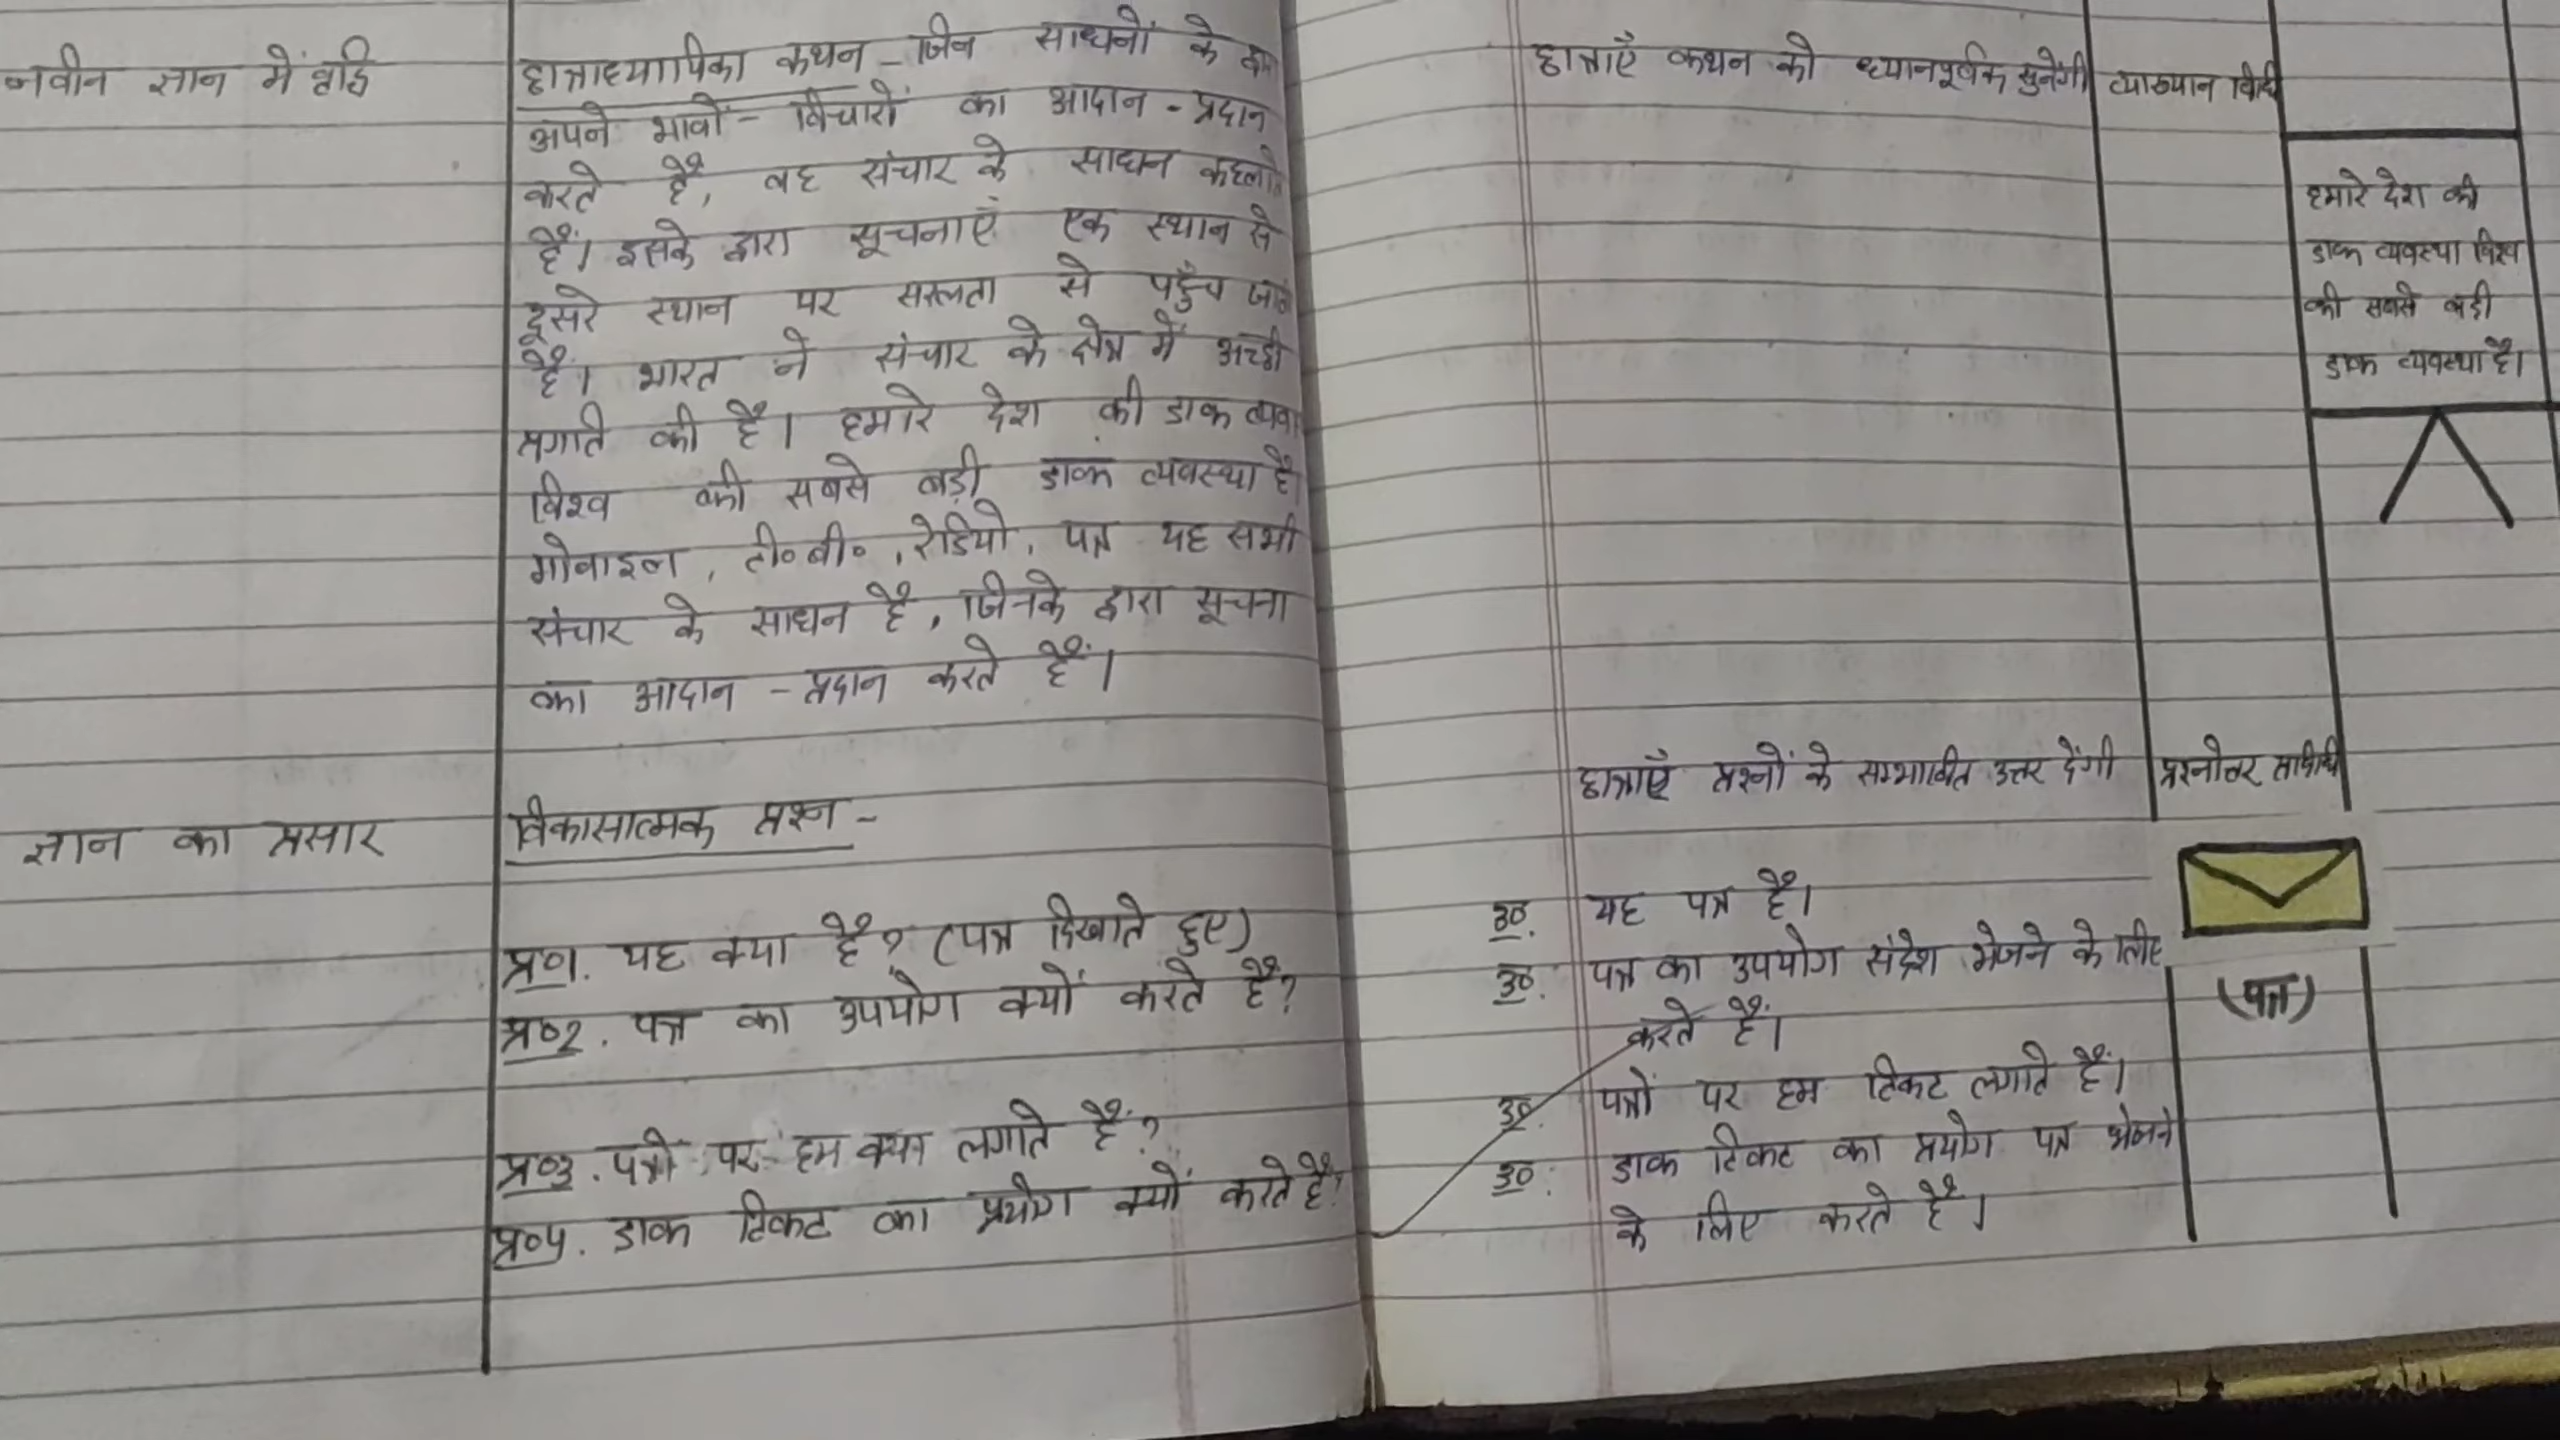 नवीन ज्ञान में वृद्धि
छात्राध्यापिका कथन - जिन साधनों के
अपने भावों - विचारों का आदान - प्रदान
करते हैं, वह संचार के साधन कहलाते
हैं। इसके द्वारा सूचनाएँ एक स्थान से
दूसरे स्थान पर सरलता से पहुँच जाती
है। भारत ने संचार के क्षेत्र में अच्छी
प्रगति की है। हमारे देश की डाक
विश्व की सबसे बड़ी डाक व्यवस्था है
मोबाइल, टी०वी०, रेडियो, पत्र यह सभी
संचार के साधन है, जिनके द्वारा सूचना
का आदान - प्रदान करते हैं।
ज्ञान का प्रसार
विकासात्मक प्रश्न -
प्र०1. यह क्या है? (पत्र दिखाते हुए)
प्र०2. पत्र का उपयोग क्यों करते है?
प्र०3. पत्रों पर हम क्या लगाते हैं?
प्र०4. डाक टिकट का प्रयोग क्यों करते है?
छात्राएँ कथन को ध्यानपूर्वक सुनेंगी
व्याख्यान विधि
हमारे देश की
डाक व्यवस्था विश्व
की सबसे बड़ी
डाक व्यवस्था है।
छात्राएँ प्रश्नों के सम्भावित उत्तर देंगी
प्रश्नोत्तर
उ०. यह पत्र है।
उ०. पत्र का उपयोग संदेश भेजने के लिए
करते हैं।
उ०. पत्रों पर हम टिकट लगाते हैं।
उ०. डाक टिकट का प्रयोग पत्र भेजने
के लिए करते है।
(पत्र)